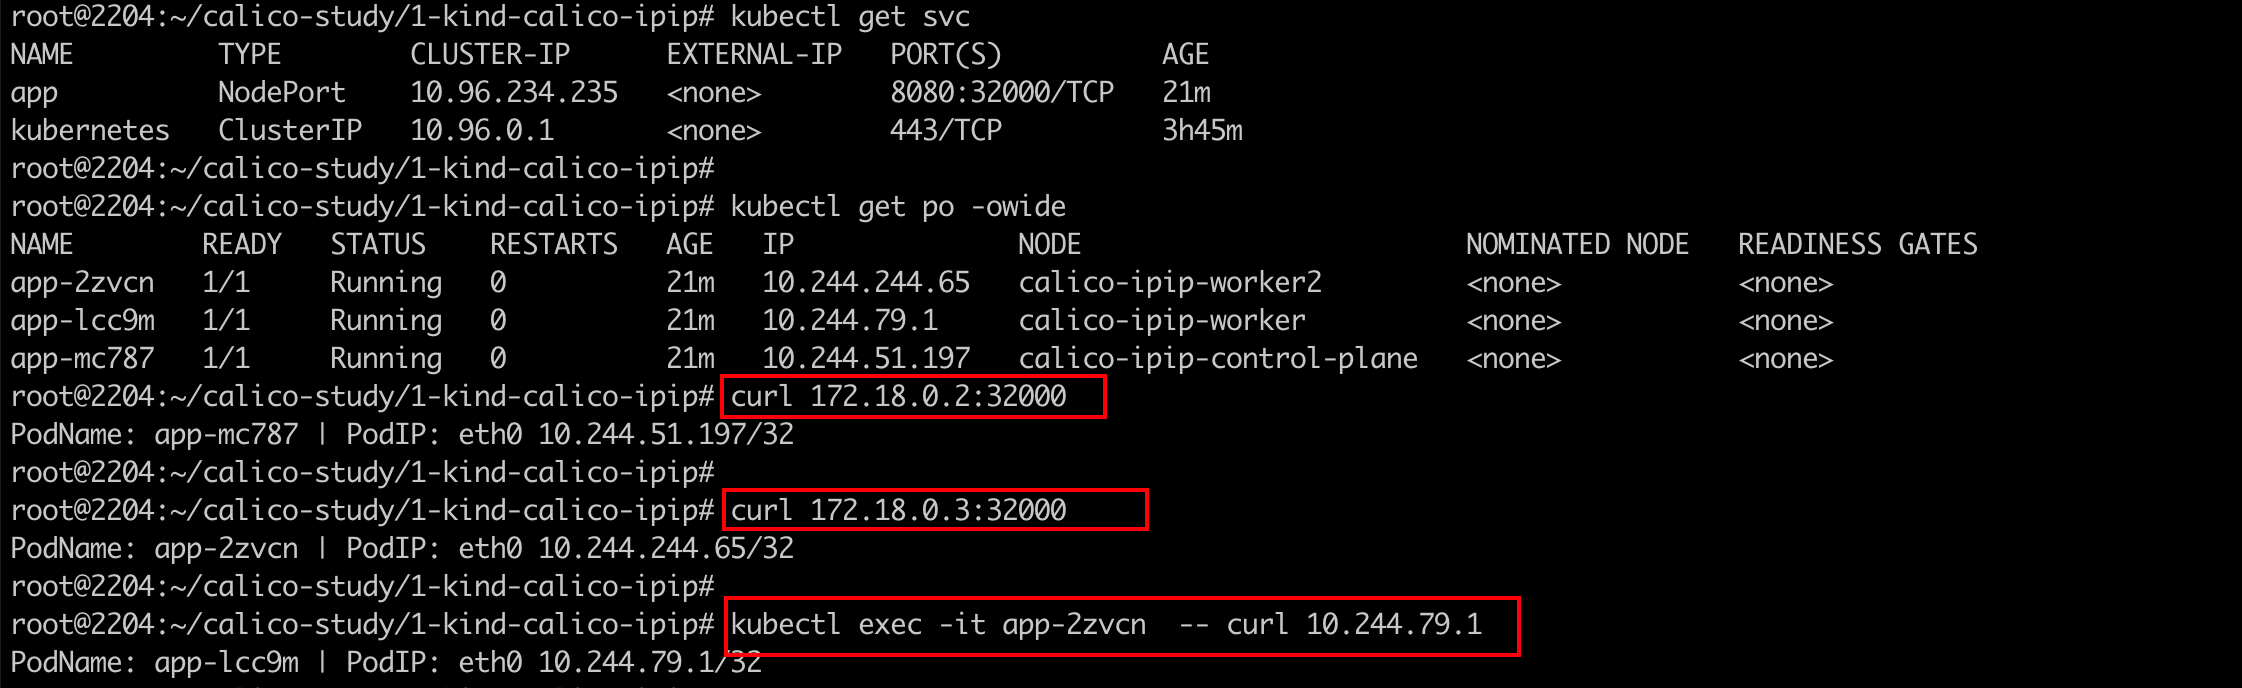 root@2204:~/calico-study/1-kind-calico-ipip# kubectl get svc
NAME         TYPE        CLUSTER-IP      EXTERNAL-IP   PORT(S)          AGE
app          NodePort    10.96.234.235   <none>        8080:32000/TCP   21m
kubernetes   ClusterIP   10.96.0.1       <none>        443/TCP          3h45m
root@2204:~/calico-study/1-kind-calico-ipip#
root@2204:~/calico-study/1-kind-calico-ipip# kubectl get po -owide
NAME        READY   STATUS    RESTARTS   AGE   IP              NODE                        NOMINATED NODE   READINESS GATES
app-2zvcn   1/1     Running   0          21m   10.244.244.65   calico-ipip-worker2         <none>           <none>
app-lcc9m   1/1     Running   0          21m   10.244.79.1     calico-ipip-worker          <none>           <none>
app-mc787   1/1     Running   0          21m   10.244.51.197   calico-ipip-control-plane   <none>           <none>
root@2204:~/calico-study/1-kind-calico-ipip# curl 172.18.0.2:32000
PodName: app-mc787 | PodIP: eth0 10.244.51.197/32
root@2204:~/calico-study/1-kind-calico-ipip#
root@2204:~/calico-study/1-kind-calico-ipip# curl 172.18.0.3:32000
PodName: app-2zvcn | PodIP: eth0 10.244.244.65/32
root@2204:~/calico-study/1-kind-calico-ipip#
root@2204:~/calico-study/1-kind-calico-ipip# kubectl exec -it app-2zvcn  -- curl 10.244.79.1
PodName: app-lcc9m | PodIP: eth0 10.244.79.1/32